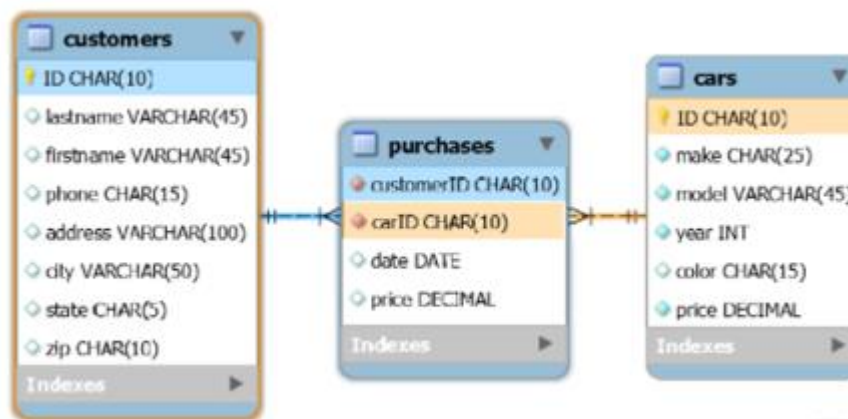 customers
ID CHAR(10)
lastname VARCHAR(45)
firstname VARCHAR(45)
phone CHAR(15)
address VARCHAR(100)
city VARCHAR(50)
state CHAR(5)
zip CHAR(10)
Indexes
purchases
customerID CHAR(10)
carID CHAR(10)
date DATE
price DECIMAL
Indexes
cars
ID CHAR(10)
make CHAR(25)
model VARCHAR(45)
year INT
color CHAR(15)
price DECIMAL
Indexes